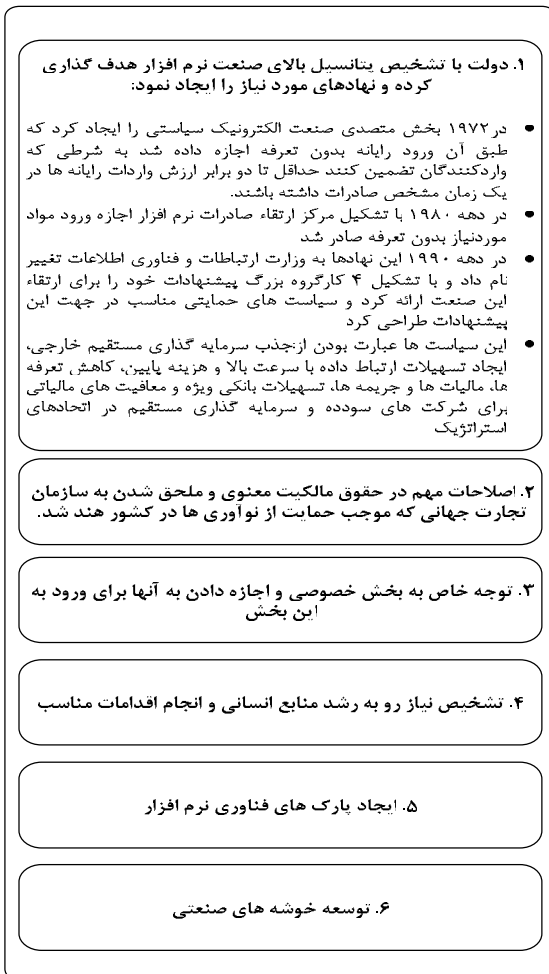 ۱. دولت با تشخیص پتانسیل بالای صنعت نرم افزار هدف گذاری
کرده و نهادهای مورد نیاز را ایجاد نمود:
● در۱۹۷۲ بخش متصدی صنعت الکترونیک سیاستی را ایجاد کرد که
طبق آن ورود رایانه بدون تعرفه اجازه داده شد به شرطی که
واردکنندگان تضمین کنند حداقل تا دو برابر ارزش واردات رایانه ها در
یک زمان مشخص صادرات داشته باشند.
● در دهه ۱۹۸۰ با تشکیل مرکز ارتقاء صادرات نرم افزار اجازه ورود مواد
موردنیاز بدون تعرفه صادر شد
● در دهه ۱۹۹۰ این نهادها به وزارت ارتباطات و فناوری اطلاعات تغییر
نام داد و با تشکیل ۴ کارگروه بزرگ پیشنهادات خود را برای ارتقاء
این صنعت ارائه کرد و سیاست های حمایتی مناسب در جهت این
پیشنهادات طراحی کرد
● این سیاست ها عبارت بودن از:جذب سرمایه گذاری مستقیم خارجی،
ایجاد تسهیلات ارتباط داده با سرعت بالا و هزینه پایین، کاهش تعرفه
ها، مالیات ها و جریمه ها، تسهیلات بانکی ویژه و معافیت های مالیاتی
برای شرکت های سودده و سرمایه گذاری مستقیم در اتحادهای
استراتژیک
۲. اصلاحات مهم در حقوق مالکیت معنوی و ملحق شدن به سازمان
تجارت جهانی که موجب حمایت از نوآوری ها در کشور هند شد.
۳. توجه خاص به بخش خصوصی و اجازه دادن به آنها برای ورود به
این بخش
۴. تشخیص نیاز رو به رشد منابع انسانی و انجام اقدامات مناسب
۵. ایجاد پارک های فناوری نرم افزار
۶. توسعه خوشه های صنعتی